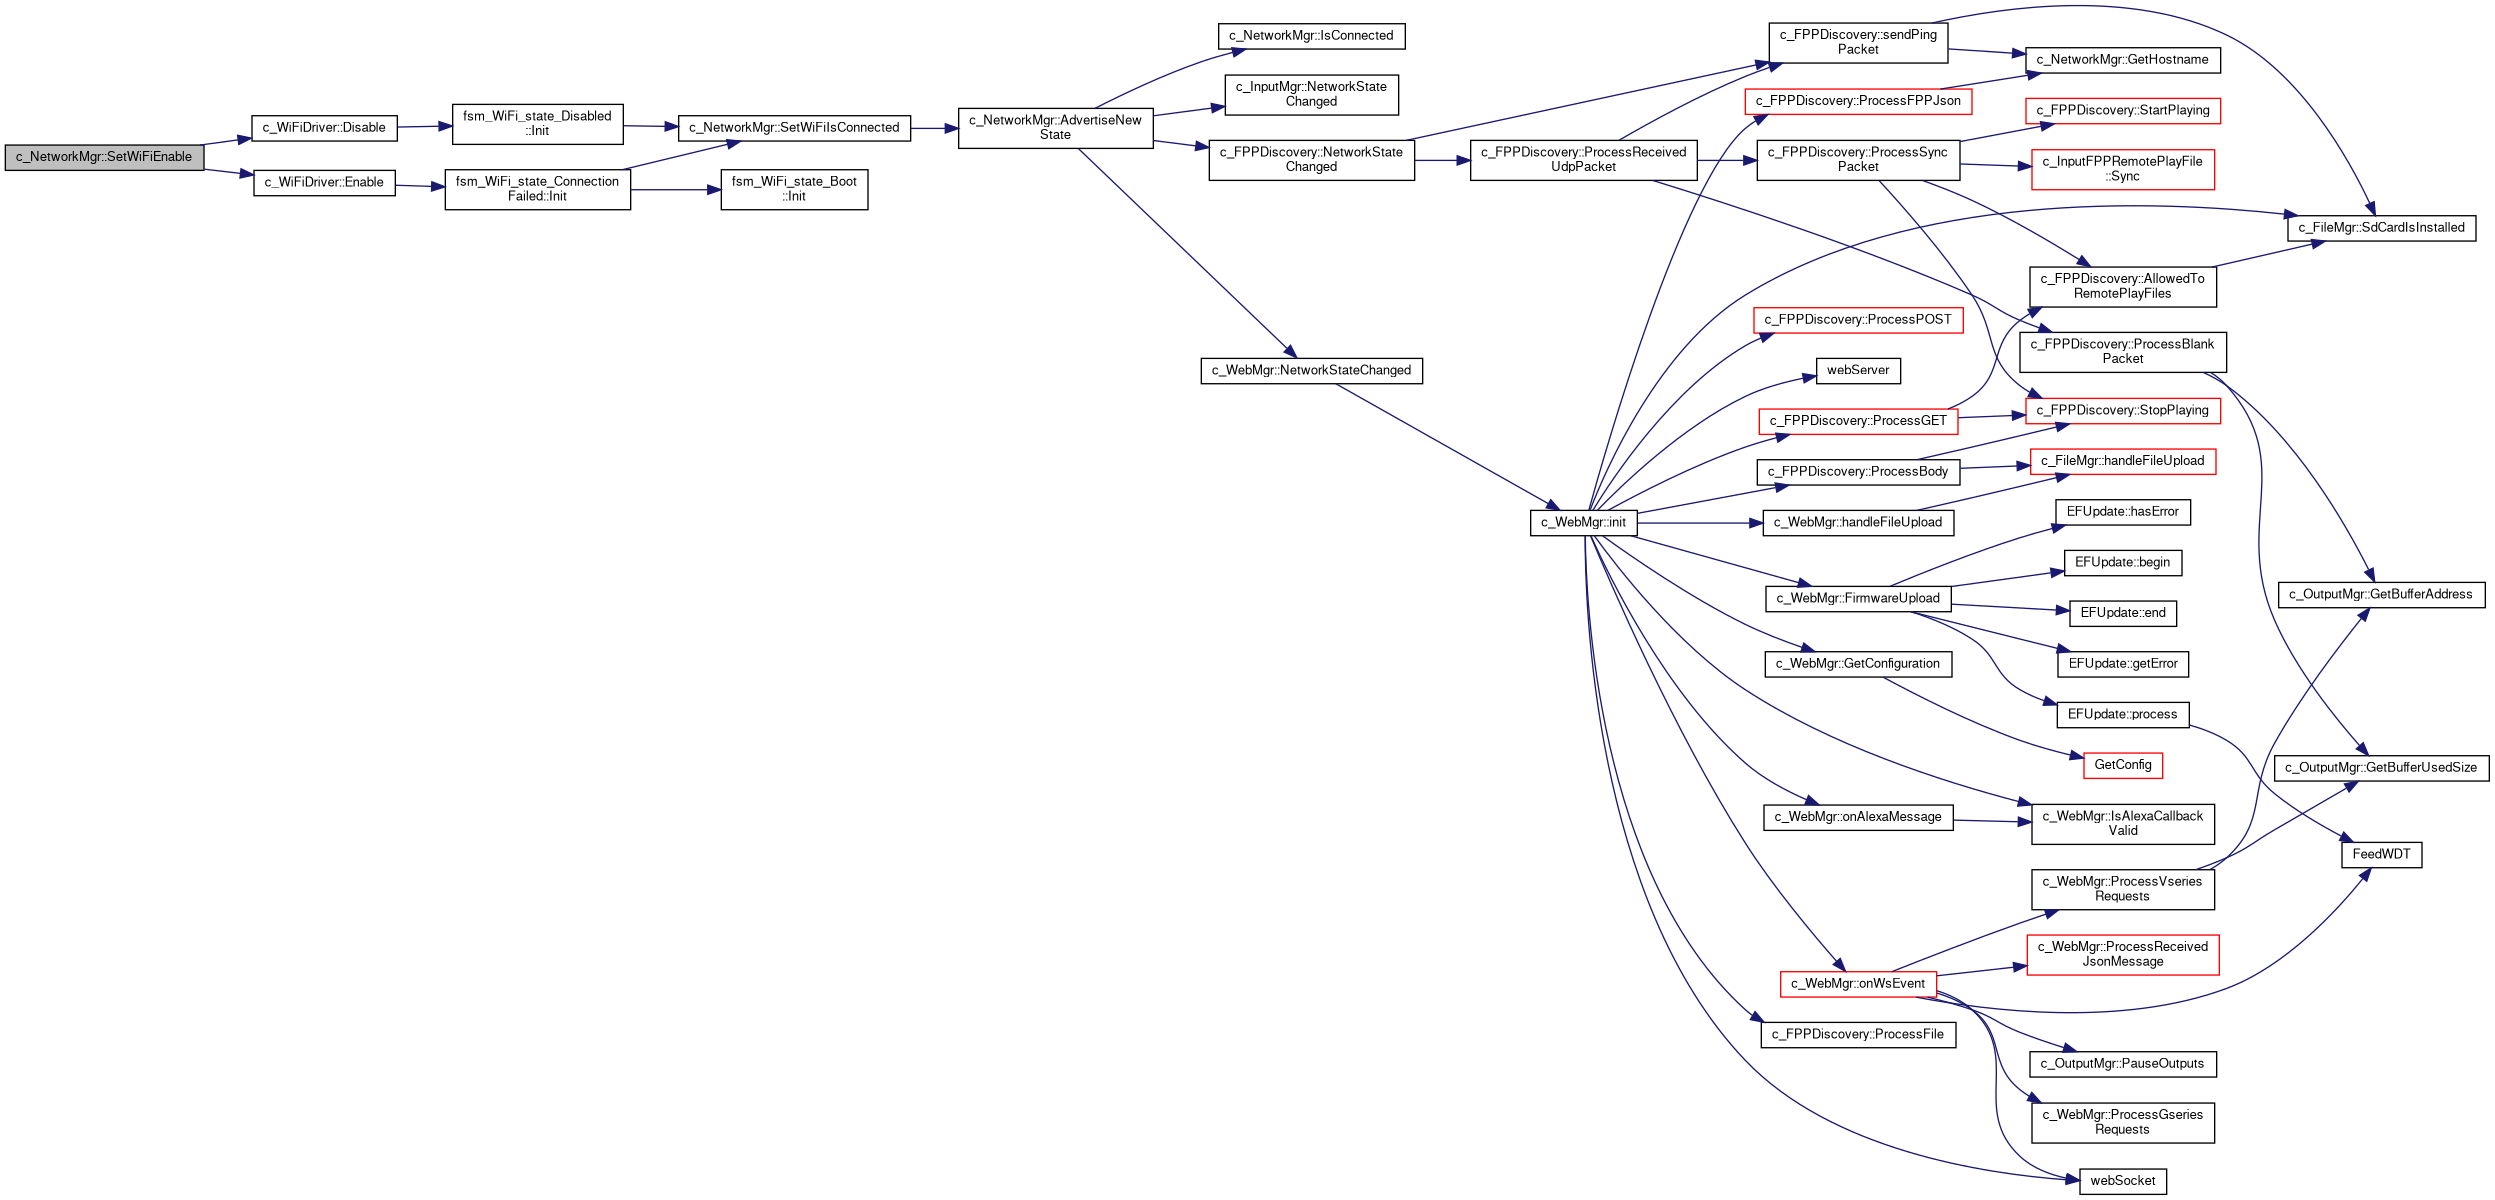 c_NetworkMgr::SetWiFiEnable
c_WiFiDriver::Disable
c_WiFiDriver::Enable
fsm_WiFi_state_Disabled
::Init
fsm_WiFi_state_Connection
Failed::Init
c_NetworkMgr::SetWiFiIsConnected
fsm_WiFi_state_Boot
::Init
c_NetworkMgr::AdvertiseNew
State
c_NetworkMgr::IsConnected
c_InputMgr::NetworkState
Changed
c_FPPDiscovery::NetworkState
Changed
c_WebMgr::NetworkStateChanged
c_FPPDiscovery::ProcessReceived
UdpPacket
c_WebMgr::init
c_FPPDiscovery::sendPing
Packet
c_FPPDiscovery::ProcessFPPJson
c_FPPDiscovery::ProcessSync
Packet
c_FPPDiscovery::ProcessPOST
webServer
c_FPPDiscovery::ProcessGET
c_FPPDiscovery::ProcessBody
c_WebMgr::handleFileUpload
c_WebMgr::FirmwareUpload
c_WebMgr::GetConfiguration
c_WebMgr::onAlexaMessage
c_WebMgr::onWsEvent
c_FPPDiscovery::ProcessFile
c_NetworkMgr::GetHostname
c_FPPDiscovery::StartPlaying
c_InputFPPRemotePlayFile
::Sync
c_FPPDiscovery::AllowedTo
RemotePlayFiles
c_FPPDiscovery::ProcessBlank
Packet
c_FPPDiscovery::StopPlaying
c_FileMgr::handleFileUpload
EFUpdate::hasError
EFUpdate::begin
EFUpdate::end
EFUpdate::getError
EFUpdate::process
GetConfig
c_WebMgr::IsAlexaCallback
Valid
c_WebMgr::ProcessVseries
Requests
c_WebMgr::ProcessReceived
JsonMessage
c_OutputMgr::PauseOutputs
c_WebMgr::ProcessGseries
Requests
webSocket
c_FileMgr::SdCardIsInstalled
c_OutputMgr::GetBufferAddress
c_OutputMgr::GetBufferUsedSize
FeedWDT